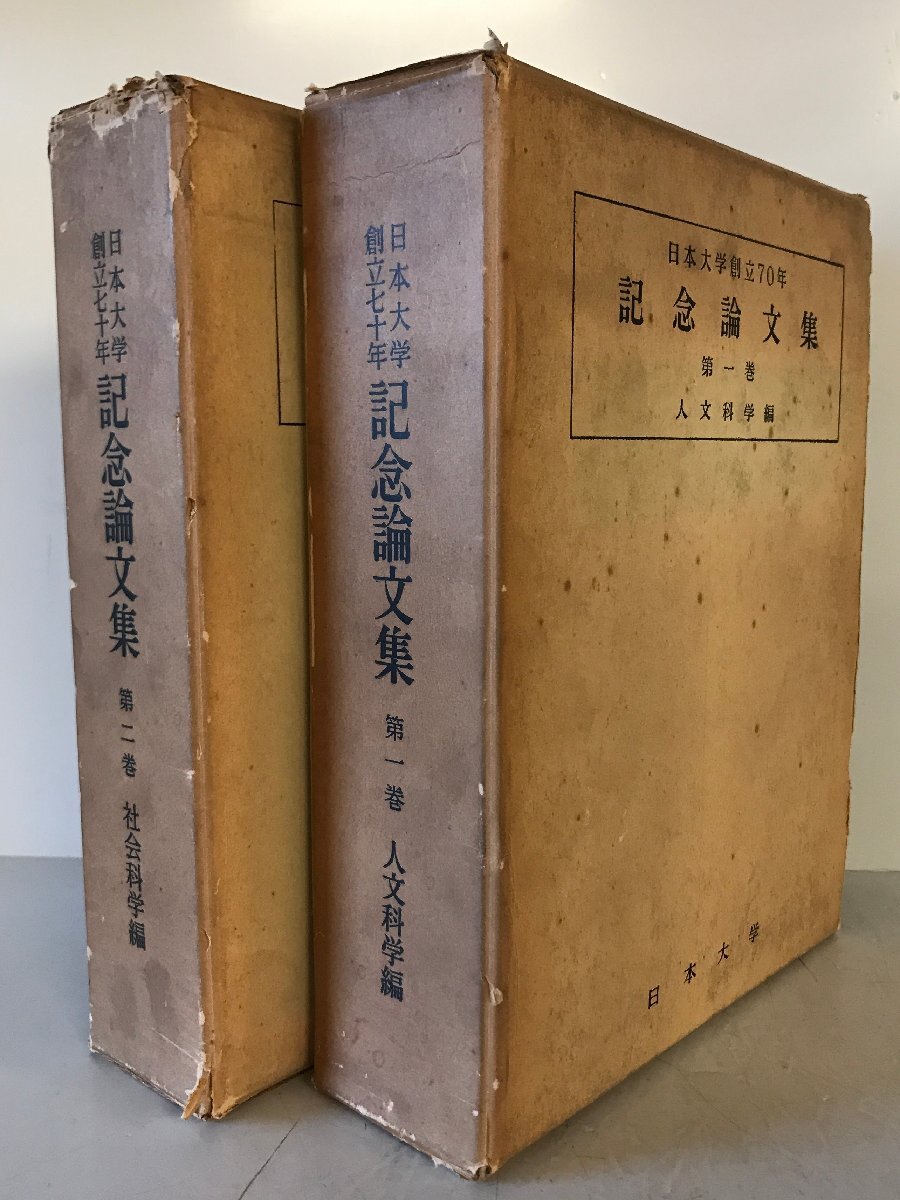 日本大学
創立七十年
記念論文集
第二巻
社会科学編
日本大学
創立七十年
記念論文集
第一巻
人文科学編
日本大学創立70年
記念論文集
第一巻
人文科学編
日本大学